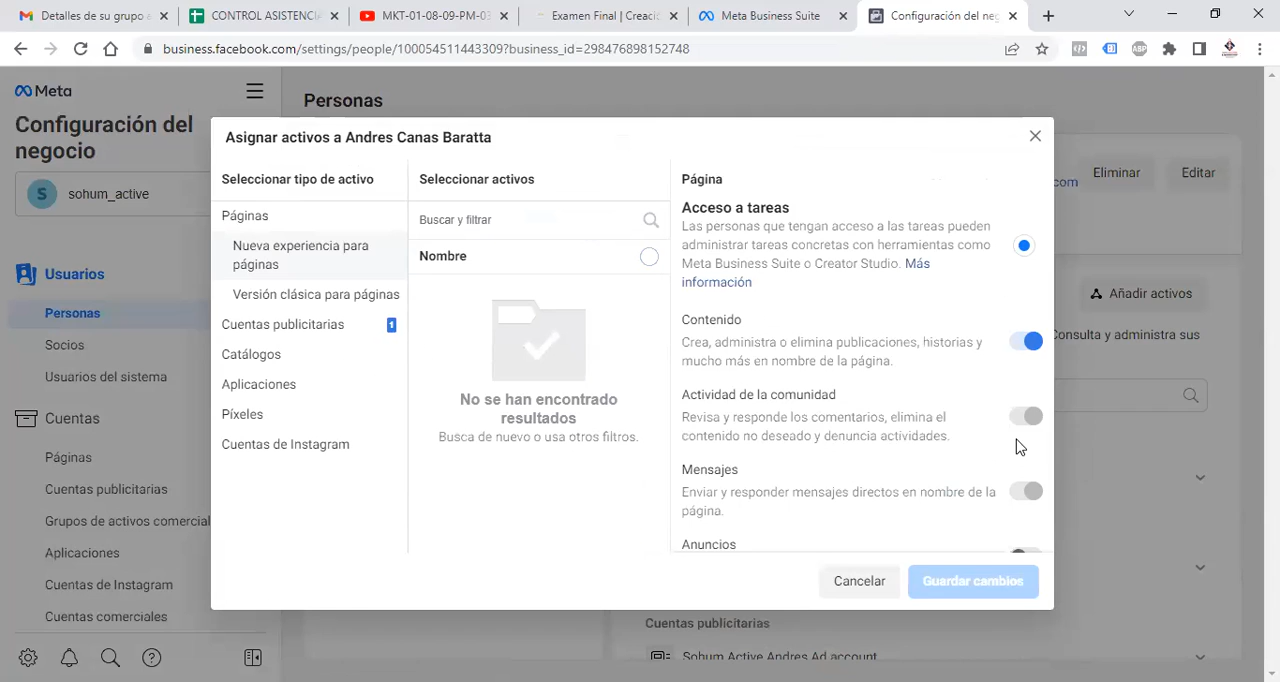 Detalles de su grupo a
CONTROL ASISTENCIA
MKT-01-08-09-PM-03
Examen Final | Creació
Meta Business Suite
Configuración del neg
business.facebook.com/settings/people/100054511443309?business_id=298476898152748
ABP
Meta
Configuración del
negocio
S
sohum_active
Usuarios
Personas
Socios
Usuarios del sistema
Cuentas
Páginas
Cuentas publicitarias
Grupos de activos comercial
Aplicaciones
Cuentas de Instagram
Cuentas comerciales
Personas
com
Eliminar
Editar
Añadir activos
Consulta y administra sus
Cuentas publicitarias
Sohum Active Andres Ad account
Asignar activos a Andres Canas Baratta
Seleccionar tipo de activo
Páginas
Nueva experiencia para
páginas
Versión clásica para páginas
Cuentas publicitarias
1
Catálogos
Aplicaciones
Píxeles
Cuentas de Instagram
Seleccionar activos
Buscar y filtrar
Nombre
No se han encontrado
resultados
Busca de nuevo o usa otros filtros.
Página
Acceso a tareas
Las personas que tengan acceso a las tareas pueden
administrar tareas concretas con herramientas como
Meta Business Suite o Creator Studio. Más
información
Contenido
Crea, administra o elimina publicaciones, historias y
mucho más en nombre de la página.
Actividad de la comunidad
Revisa y responde los comentarios, elimina el
contenido no deseado y denuncia actividades.
Mensajes
Enviar y responder mensajes directos en nombre de la
página.
Anuncios
Cancelar
Guardar cambios